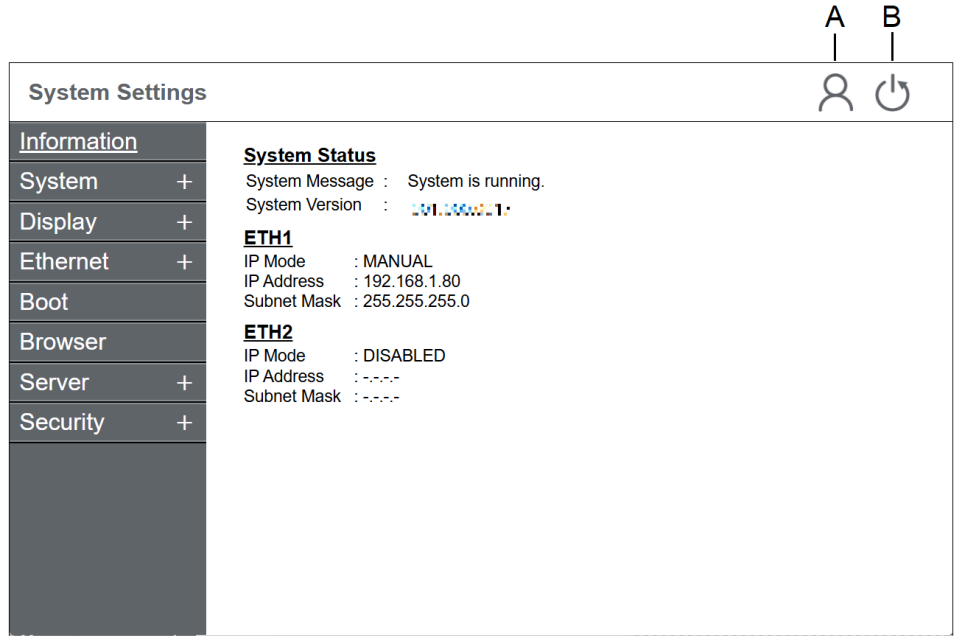 A B
System Settings
Information
System +
Display +
Ethernet +
Boot
Browser
Server +
Security +
System Status
System Message : System is running.
System Version :
ETH1
IP Mode : MANUAL
IP Address : 192.168.1.80
Subnet Mask : 255.255.255.0
ETH2
IP Mode : DISABLED
IP Address : -.-.-.-
Subnet Mask : -.-.-.-